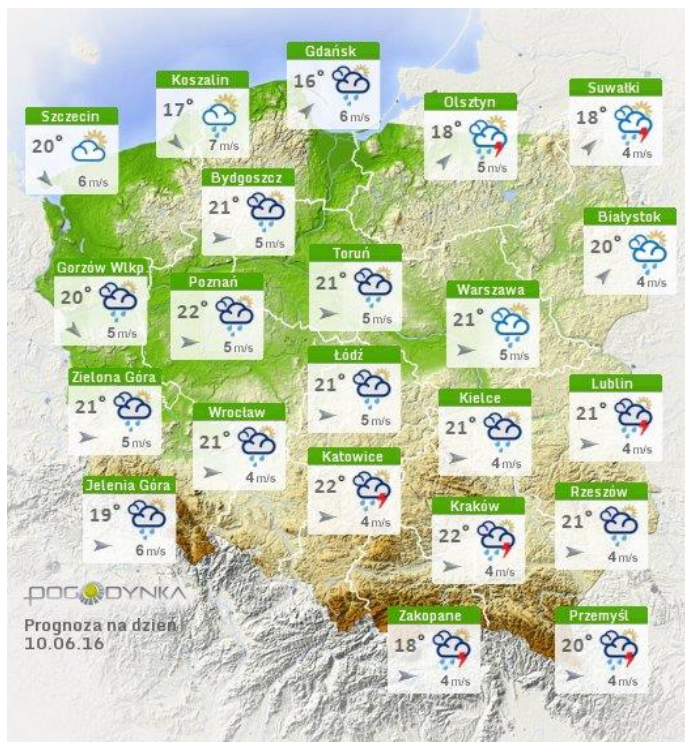 Gdańsk
16°
6 m/s
Koszalin
17°
7 m/s
Szczecin
20°
6 m/s
Olsztyn
18°
5 m/s
Suwałki
18°
4 m/s
Bydgoszcz
21°
5 m/s
Białystok
20°
4 m/s
Gorzów Wlkp
20°
5 m/s
Poznań
22°
5 m/s
Toruń
21°
5 m/s
Warszawa
21°
5 m/s
Zielona Góra
21°
5 m/s
Wrocław
21°
4 m/s
Łódź
21°
5 m/s
Kielce
21°
4 m/s
Lublin
21°
4 m/s
Jelenia Góra
19°
6 m/s
Katowice
22°
4 m/s
Kraków
22°
4 m/s
Rzeszów
21°
4 m/s
POGODYNKA
Prognoza na dzień
10.06.16
Zakopane
18°
4 m/s
Przemyśl
20°
4 m/s